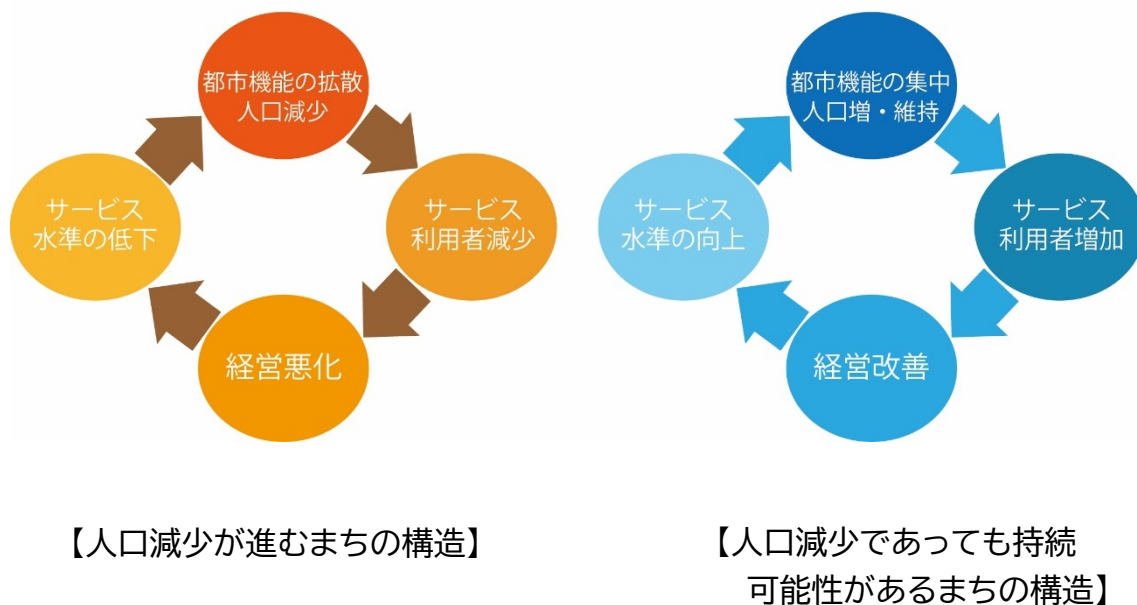 都市機能の拡散
人口減少
サービス
利用者減少
経営悪化
サービス
水準の低下
【人口減少が進むまちの構造】
都市機能の集中
人口増・維持
サービス
利用者増加
経営改善
サービス
水準の向上
【人口減少であっても持続
可能性があるまちの構造】